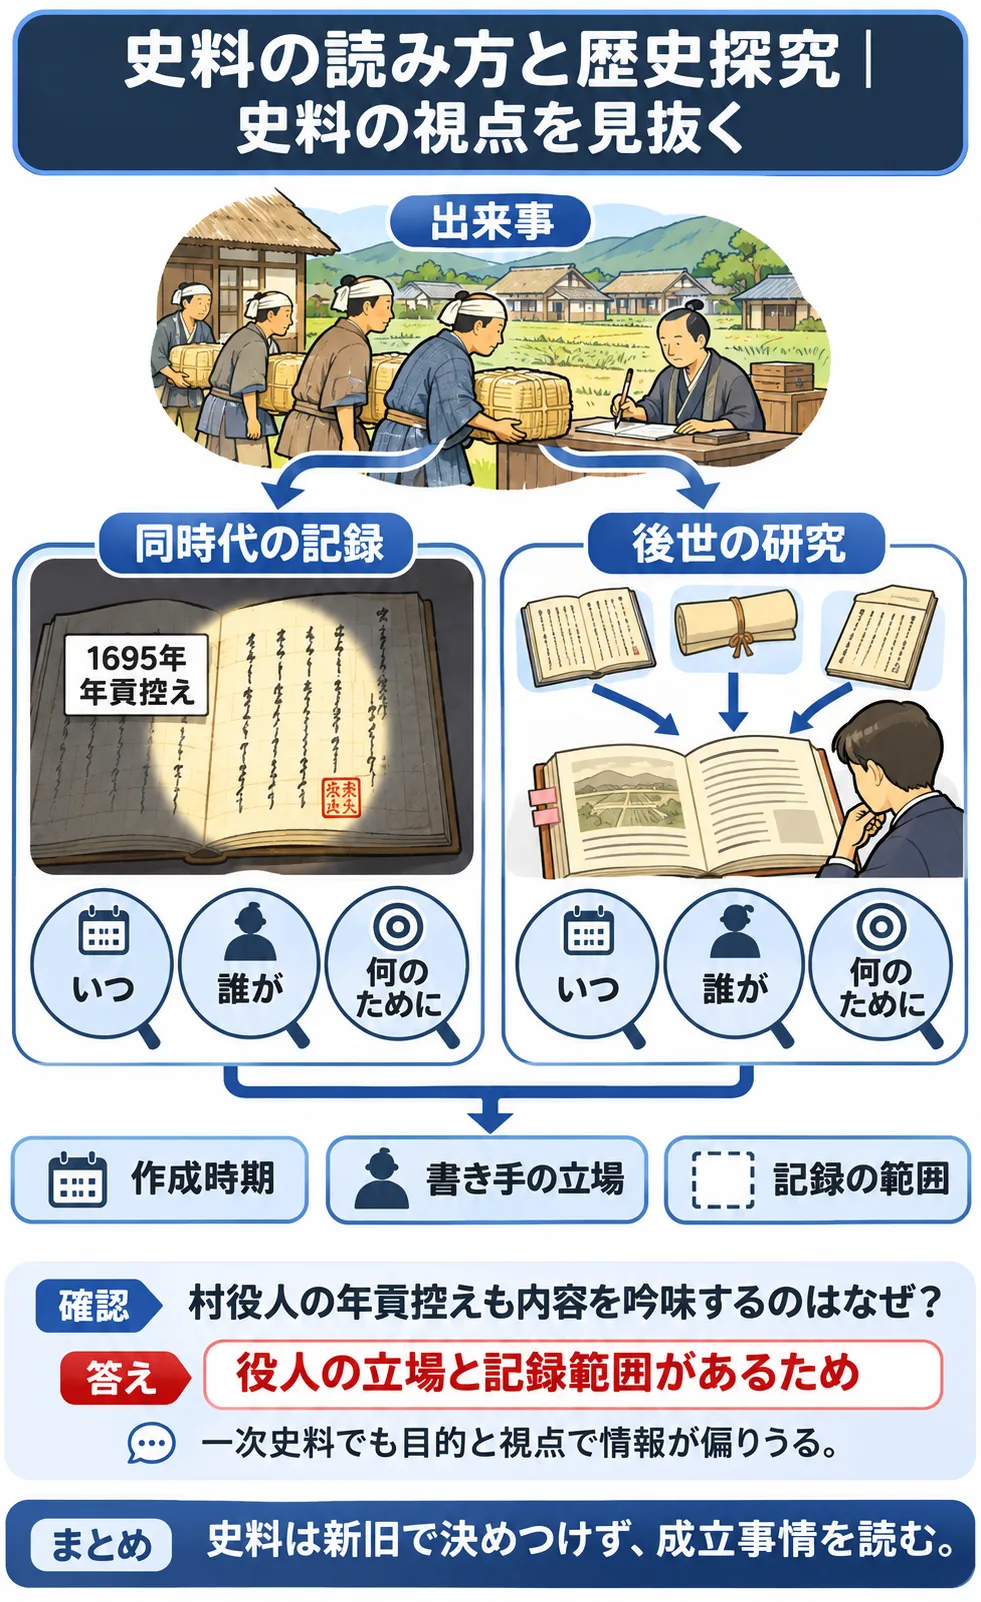 史料の読み方と歴史探究｜
史料の視点を見抜く
出来事
同時代の記録
1695年
年貢控え
いつ
誰が
何の
ために
後世の研究
いつ
誰が
何の
ために
作成時期
書き手の立場
記録の範囲
確認
村役人の年貢控えも内容を吟味するのはなぜ？
答え
役人の立場と記録範囲があるため
一次史料でも目的と視点で情報が偏りうる。
まとめ
史料は新旧で決めつけず、成立事情を読む。